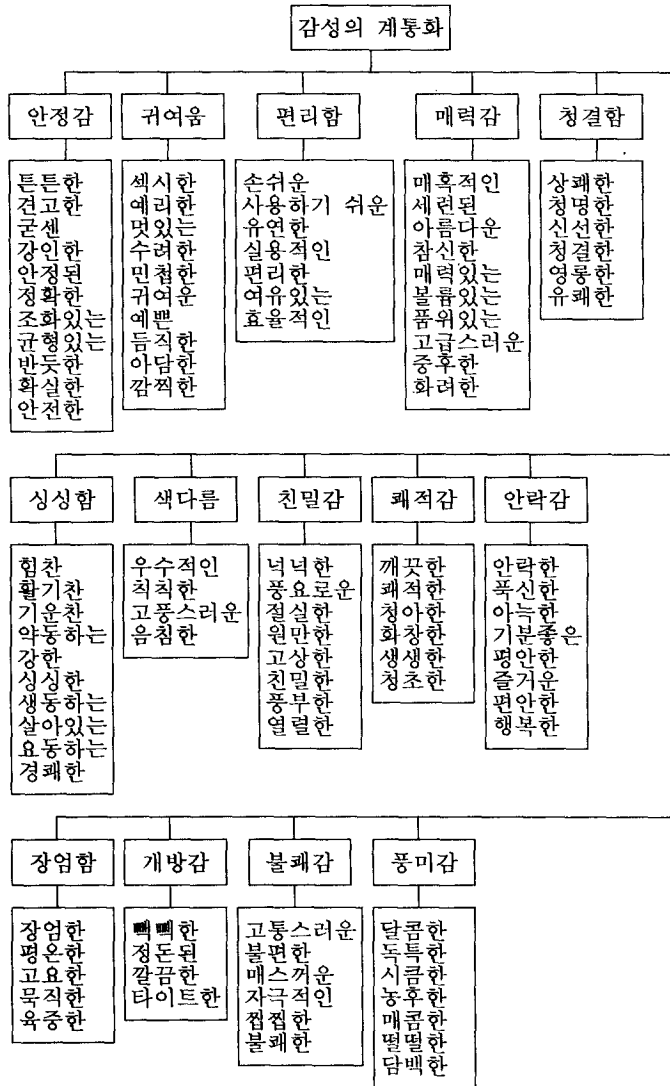 감성의 계통화
안정감
튼튼한
견고한
굳센
강인한
안정된
정확한
조화있는
균형있는
반듯한
확실한
안전한
귀여움
섹시한
예리한
멋있는
수려한
민첩한
귀여운
예쁜
듬직한
아담한
깜찍한
편리함
손쉬운
사용하기 쉬운
유연한
실용적인
편리한
여유있는
효율적인
매력감
매혹적인
세련된
아름다운
참신한
매력있는
볼륨있는
품위있는
고급스러운
중후한
화려한
청결함
상쾌한
청명한
신선한
청결한
영롱한
유쾌한
싱싱함
힘찬
활기찬
기운찬
약동하는
강한
싱싱한
생동하는
살아있는
요동하는
경쾌한
색다름
우수적인
칙칙한
고풍스러운
음침한
친밀감
넉넉한
풍요로운
절실한
원만한
고상한
친밀한
풍부한
열렬한
쾌적감
깨끗한
쾌적한
청아한
화창한
생생한
청초한
안락감
안락한
푹신한
아늑한
기분좋은
평안한
즐거운
편안한
행복한
장엄함
장엄한
평온한
고요한
묵직한
육중한
개방감
빽빽한
정돈된
깔끔한
타이트한
불쾌감
고통스러운
불편한
매스꺼운
자극적인
찝찝한
불쾌한
풍미감
달콤한
독특한
시큼한
농후한
매콤한
떨떨한
담백한